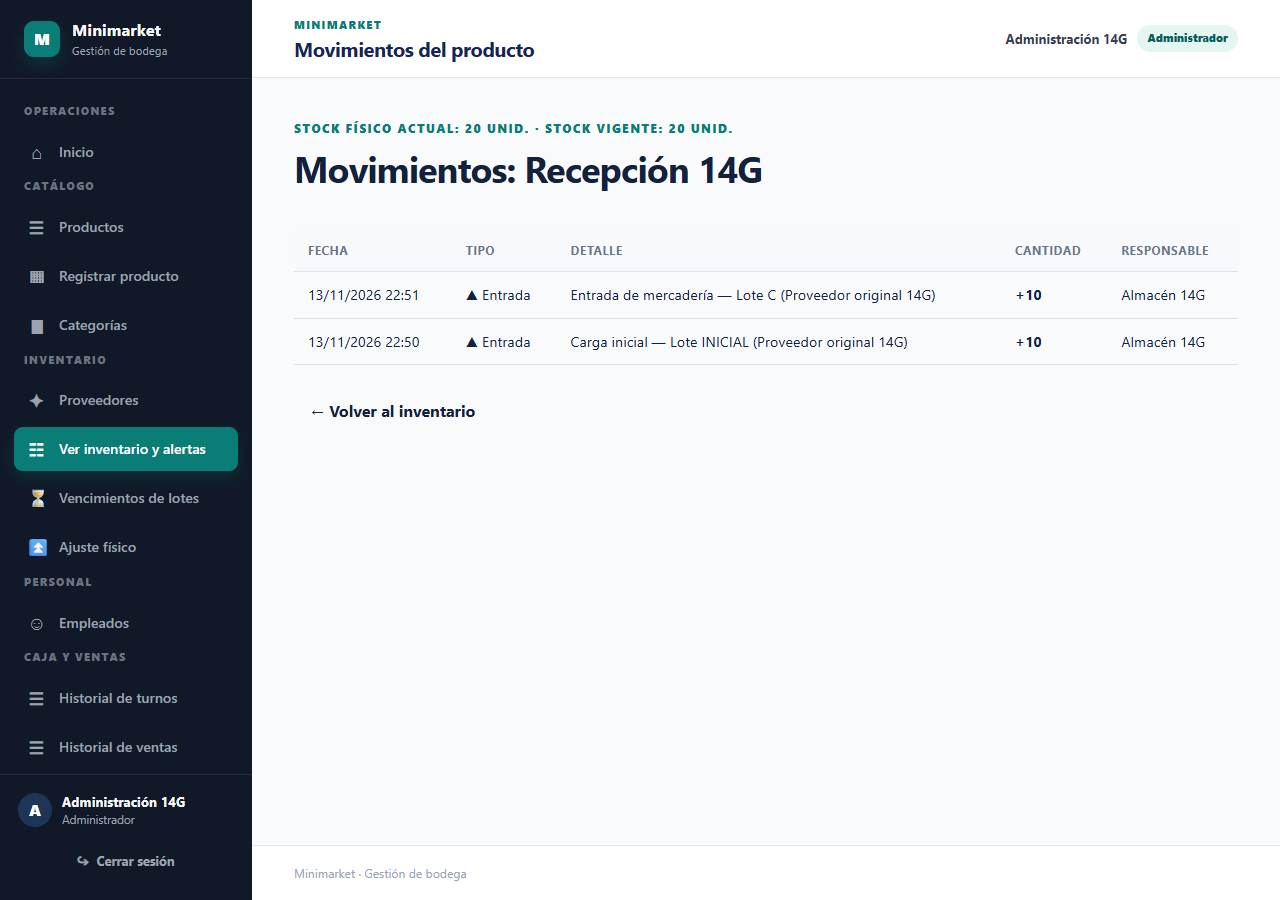 M
Minimarket
Gestión de bodega
OPERACIONES
Inicio
CATÁLOGO
Productos
Registrar producto
Categorías
INVENTARIO
Proveedores
Ver inventario y alertas
Vencimientos de lotes
Ajuste físico
PERSONAL
Empleados
CAJA Y VENTAS
Historial de turnos
Historial de ventas
A
Administración 14G
Administrador
↪ Cerrar sesión
MINIMARKET
Movimientos del producto
Administración 14G Administrador
STOCK FÍSICO ACTUAL: 20 UNID. · STOCK VIGENTE: 20 UNID.
Movimientos: Recepción 14G
FECHA TIPO DETALLE CANTIDAD RESPONSABLE
13/11/2026 22:51 ▲ Entrada Entrada de mercadería — Lote C (Proveedor original 14G) +10 Almacén 14G
13/11/2026 22:50 ▲ Entrada Carga inicial — Lote INICIAL (Proveedor original 14G) +10 Almacén 14G
← Volver al inventario
Minimarket · Gestión de bodega